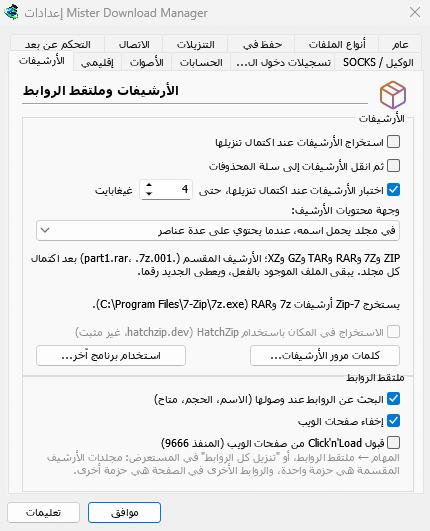 إعدادات Mister Download Manager
عام
أنواع الملفات
حفظ في
التنزيلات
الاتصال
التحكم عن بعد
الوكيل / SOCKS
تسجيلات دخول ال...
الحسابات
الأصوات
إقليمي
الأرشيفات
الأرشيفات وملتقط الروابط
الأرشيفات
استخراج الأرشيفات عند اكتمال تنزيلها
ثم انقل الأرشيفات إلى سلة المحذوفات
اختبار الأرشيفات عند اكتمال تنزيلها، حتى 4 غيغابايت
وجهة محتويات الأرشيف:
في مجلد يحمل اسمه، عندما يحتوي على عدة عناصر
ZIP و7Z وRAR وTAR وGZ وXZ؛ الأرشيف المقسم (.part1.rar، .7z.001) بعد اكتمال
كل مجلد. يبقى الملف الموجود بالفعل، ويعطى الجديد رقما.
يستخرج 7-Zip أرشيفات 7z وRAR (C:\Program Files\7-Zip\7z.exe).
الاستخراج في المكان باستخدام HatchZip (hatchzip.dev، غير مثبت)
كلمات مرور الأرشيفات...
استخدام برنامج آخر...
ملتقط الروابط
البحث عن الروابط عند وصولها (الاسم، الحجم، متاح)
إخفاء صفحات الويب
قبول Click'n'Load من صفحات الويب (المنفذ 9666)
المهام ← ملتقط الروابط، أو "تنزيل كل الروابط" في المستعرض: مجلدات الأرشيف
المقسمة هي حزمة واحدة، والروابط الأخرى في الصفحة هي حزمة أخرى.
موافق
تعليمات